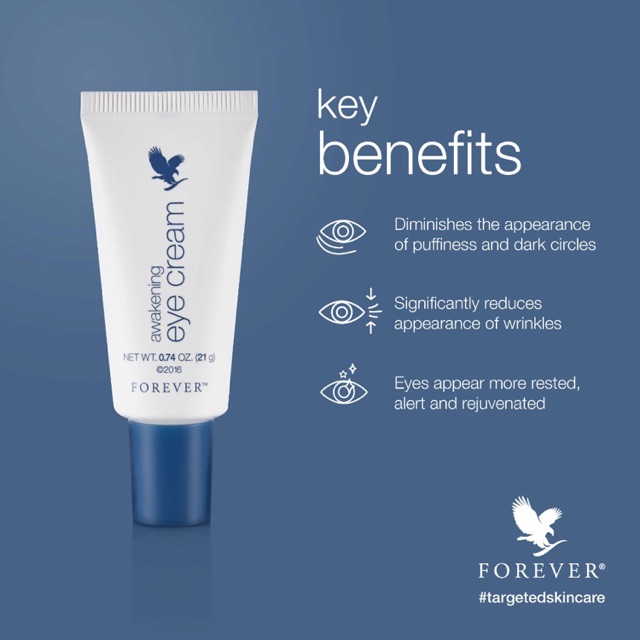 awakening
eye cream
NET WT. 0.74 OZ. (21 g)
©2016
FOREVER™
key
benefits
Diminishes the appearance
of puffiness and dark circles
Significantly reduces
appearance of wrinkles
Eyes appear more rested,
alert and rejuvenated
FOREVER®
#targetedskincare